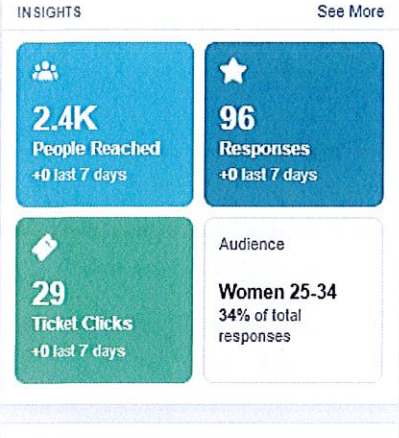 INSIGHTS See More
2.4K
People Reached
+0 last 7 days
96
Responses
+0 last 7 days
29
Ticket Clicks
+0 last 7 days
Audience
Women 25-34
34% of total
responses